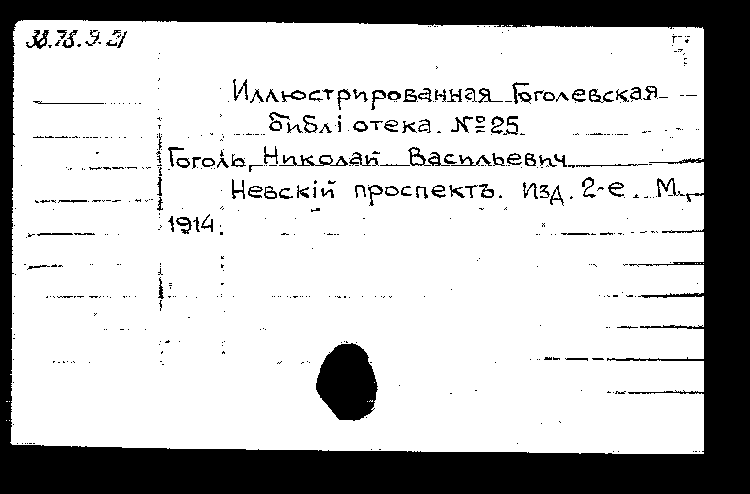 38.78.9.21
Иллюстрированная Гоголевская
библіотека. №25
Гоголь, Николай Васильевич
Невскій проспектъ. Изд. 2-е. М.,
1914.